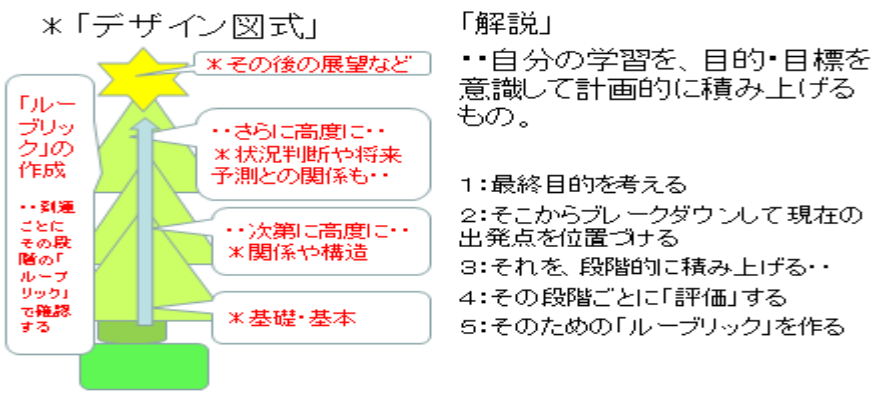 ＊「デザイン図式」
＊その後の展望など
「ルー
ブリッ
ク」の
作成
・・到達
ごとに
その段
階の「
ルーブ
リック」
で確認
する
・・さらに高度に・・
＊状況判断や将来
予測との関係も・・
・・次第に高度に・・
＊関係や構造
＊基礎・基本
「解説」
・・自分の学習を、目的・目標を
意識して計画的に積み上げる
もの。
1：最終目的を考える
2：そこからブレークダウンして現在の
出発点を位置づける
3：それを、段階的に積み上げる・・
4：その段階ごとに「評価」する
5：そのための「ルーブリック」を作る